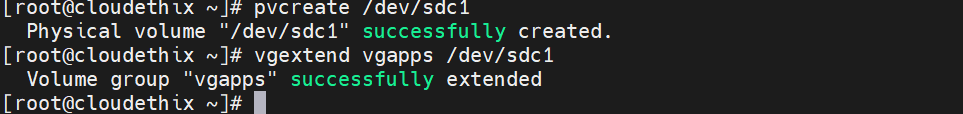 [root@cloudethix ~]# pvcreate /dev/sdc1
  Physical volume "/dev/sdc1" successfully created.
[root@cloudethix ~]# vgextend vgapps /dev/sdc1
  Volume group "vgapps" successfully extended
[root@cloudethix ~]#